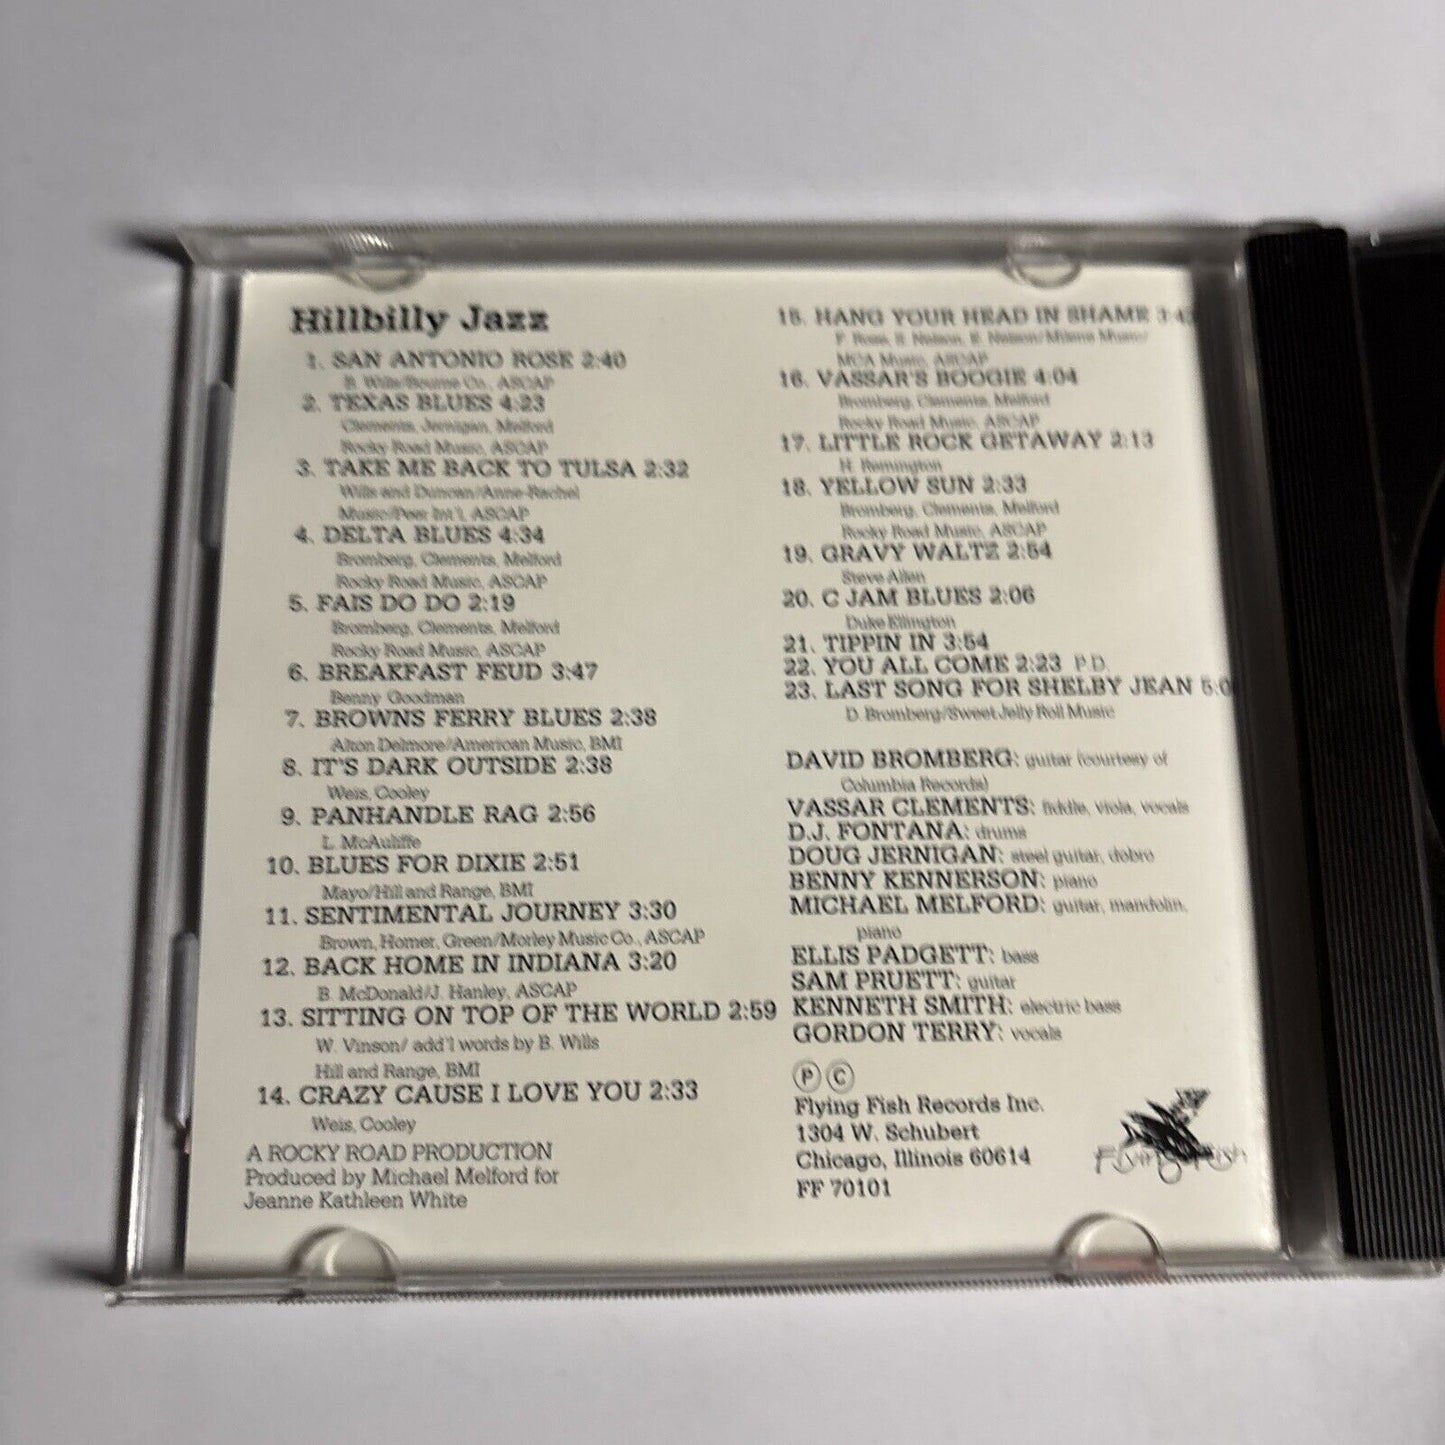 Hillbilly Jazz
1. SAN ANTONIO ROSE 2:40
B. Wills/Bourne Co., ASCAP
2. TEXAS BLUES 4:23
Clements, Jernigan, Melford
Rocky Road Music, ASCAP
3. TAKE ME BACK TO TULSA 2:32
Wills and Duncan/Anne-Rachel
Music/Peer Int'l, ASCAP
4. DELTA BLUES 4:34
Bromberg, Clements, Melford
Rocky Road Music, ASCAP
5. FAIS DO DO 2:19
Bromberg, Clements, Melford
Rocky Road Music, ASCAP
6. BREAKFAST FEUD 3:47
Benny Goodman
7. BROWNS FERRY BLUES 2:38
Alton Delmore/American Music, BMI
8. IT'S DARK OUTSIDE 2:38
Weis, Cooley
9. PANHANDLE RAG 2:56
L. McAuliffe
10. BLUES FOR DIXIE 2:51
Mayo/Hill and Range, BMI
11. SENTIMENTAL JOURNEY 3:30
Brown, Homer, Green/Morley Music Co., ASCAP
12. BACK HOME IN INDIANA 3:20
B. McDonald/J. Hanley, ASCAP
13. SITTING ON TOP OF THE WORLD 2:59
W. Vinson/ add'l words by B. Wills
Hill and Range, BMI
14. CRAZY CAUSE I LOVE YOU 2:33
Weis, Cooley
A ROCKY ROAD PRODUCTION
Produced by Michael Melford for
Jeanne Kathleen White
15. HANG YOUR HEAD IN SHAME
F. Rose, S. Nelson, E. Nelson/Milene Music/
MCA Music, ASCAP
16. VASSAR'S BOOGIE 4:04
Bromberg, Clements, Melford
Rocky Road Music, ASCAP
17. LITTLE ROCK GETAWAY 2:13
H. Remington
18. YELLOW SUN 2:33
Bromberg, Clements, Melford
Rocky Road Music, ASCAP
19. GRAVY WALTZ 2:54
Steve Allen
20. C JAM BLUES 2:06
Duke Ellington
21. TIPPIN IN 3:54
22. YOU ALL COME 2:23 P.D.
23. LAST SONG FOR SHELBY JEAN
D. Bromberg/Sweet Jelly Roll Music
DAVID BROMBERG: guitar (courtesy of
Columbia Records)
VASSAR CLEMENTS: fiddle, viola, vocals
D.J. FONTANA: drums
DOUG JERNIGAN: steel guitar, dobro
BENNY KENNERSON: piano
MICHAEL MELFORD: guitar, mandolin,
piano
ELLIS PADGETT: bass
SAM PRUETT: guitar
KENNETH SMITH: electric bass
GORDON TERRY: vocals
Ⓟ Ⓒ
Flying Fish Records Inc.
1304 W. Schubert
Chicago, Illinois 60614
FF 70101
Flying Fish